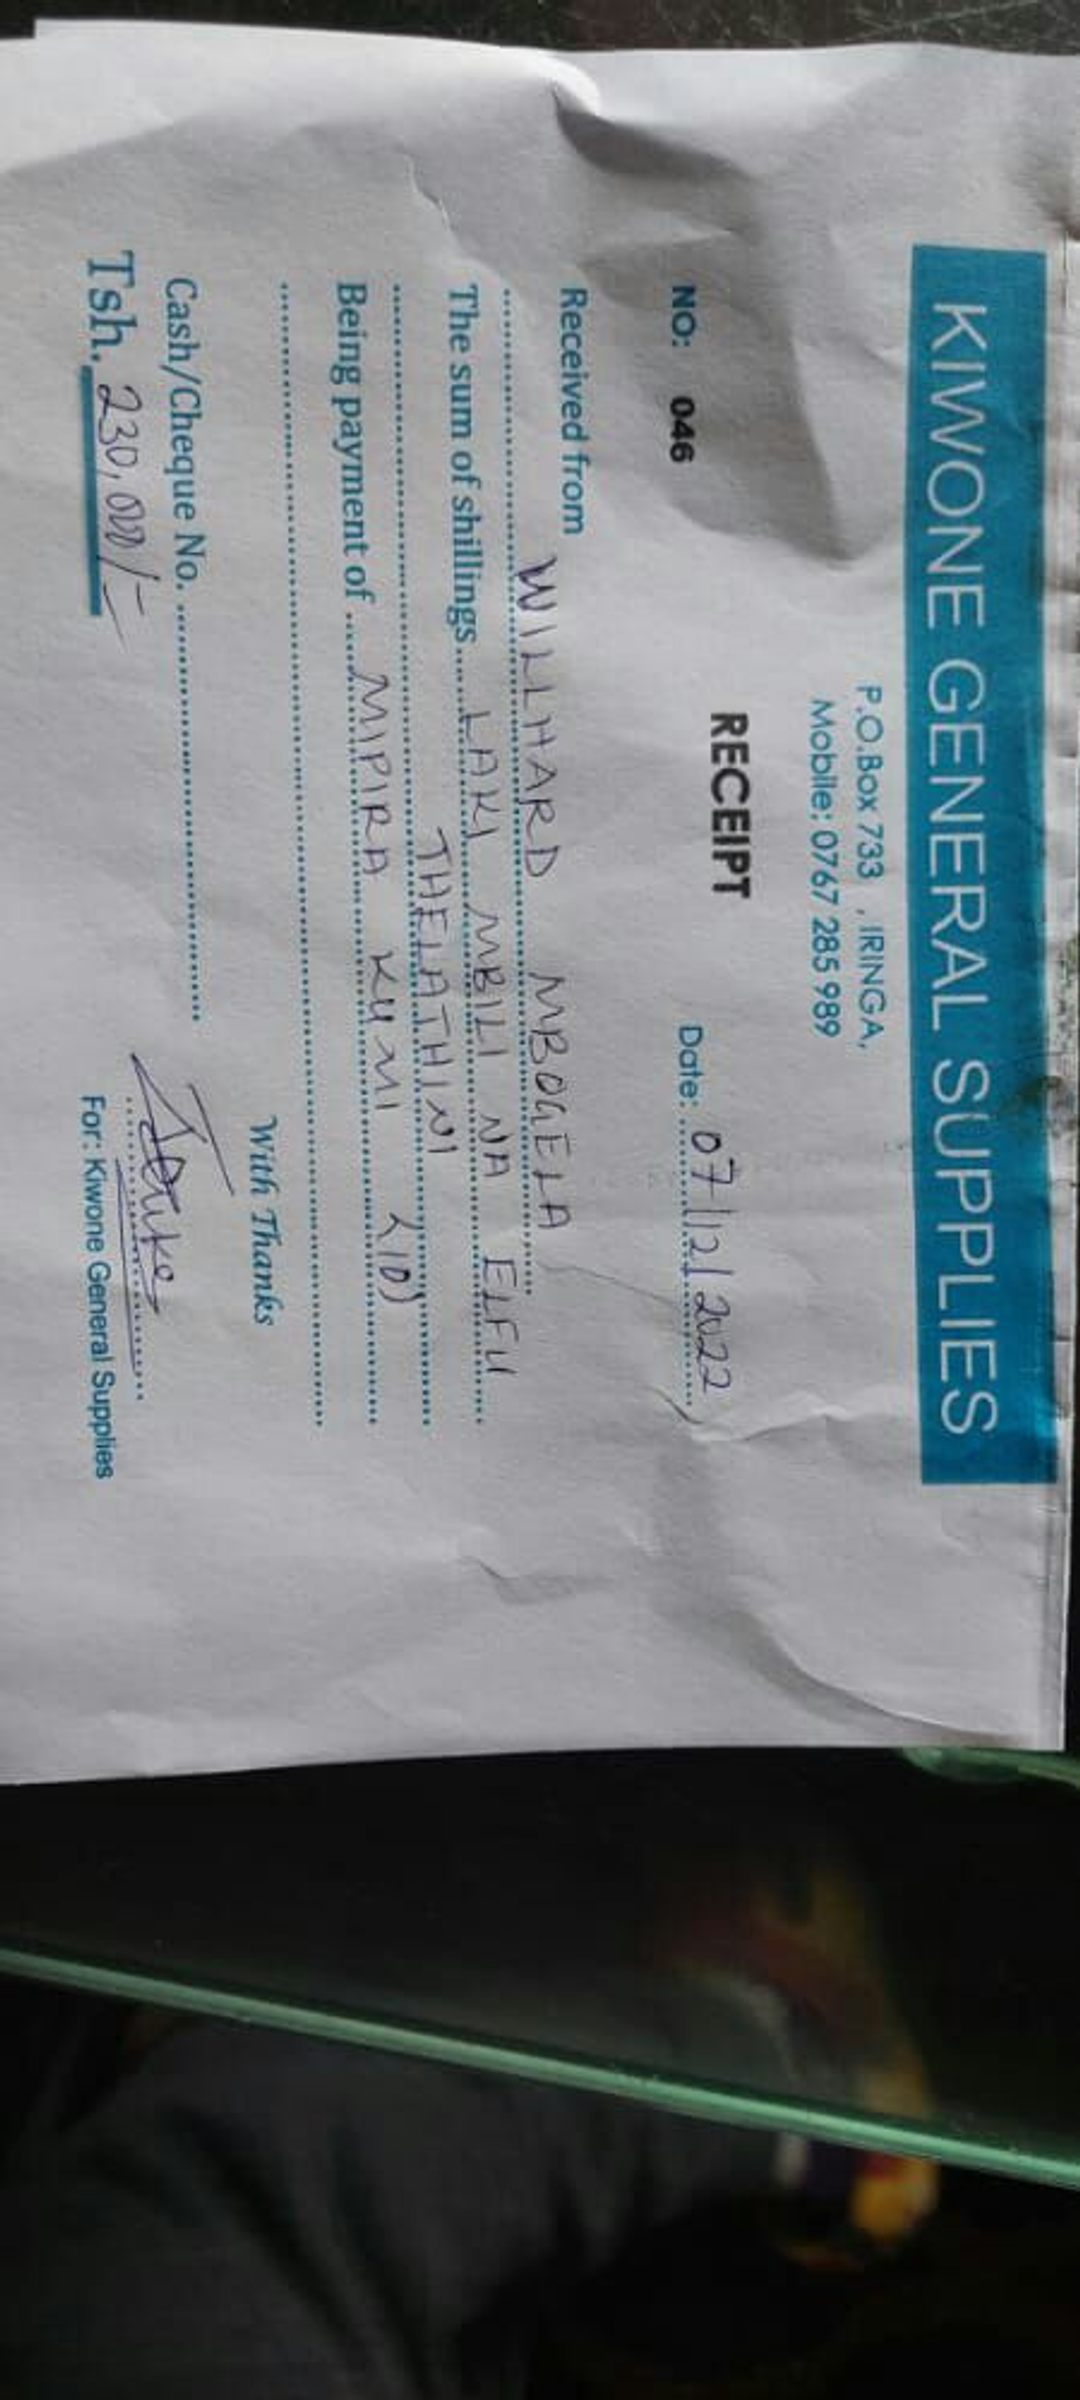 KIWONE GENERAL SUPPLIES
P.O.Box 733 , IRINGA,
Mobile: 0767 285 989
RECEIPT
NO: 046 Date: 07/12/2022
Received from
WILLHARD MBOGELA
The sum of shillings LAKI MBILI NA ELFU
THELATHINI
Being payment of MIPIRA KUMI (10)
With Thanks
Cash/Cheque No.
Tsh. 230,000/=
For: Kiwone General Supplies